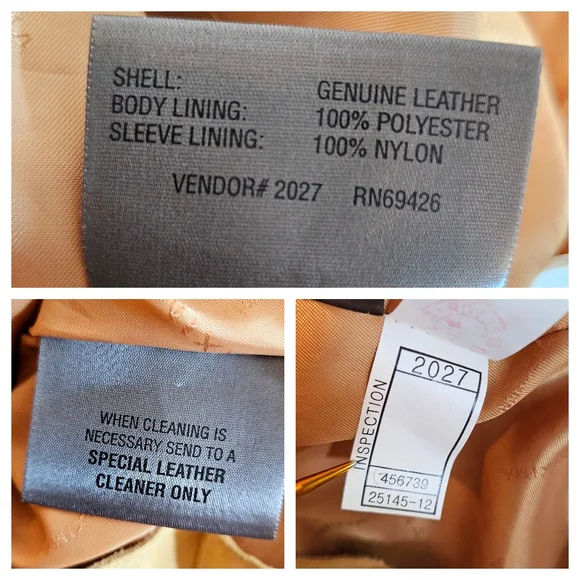 SHELL: GENUINE LEATHER
BODY LINING: 100% POLYESTER
SLEEVE LINING: 100% NYLON
VENDOR# 2027 RN69426
WHEN CLEANING IS
NECESSARY SEND TO A
SPECIAL LEATHER
CLEANER ONLY
2027
INSPECTION
456739
25145-12